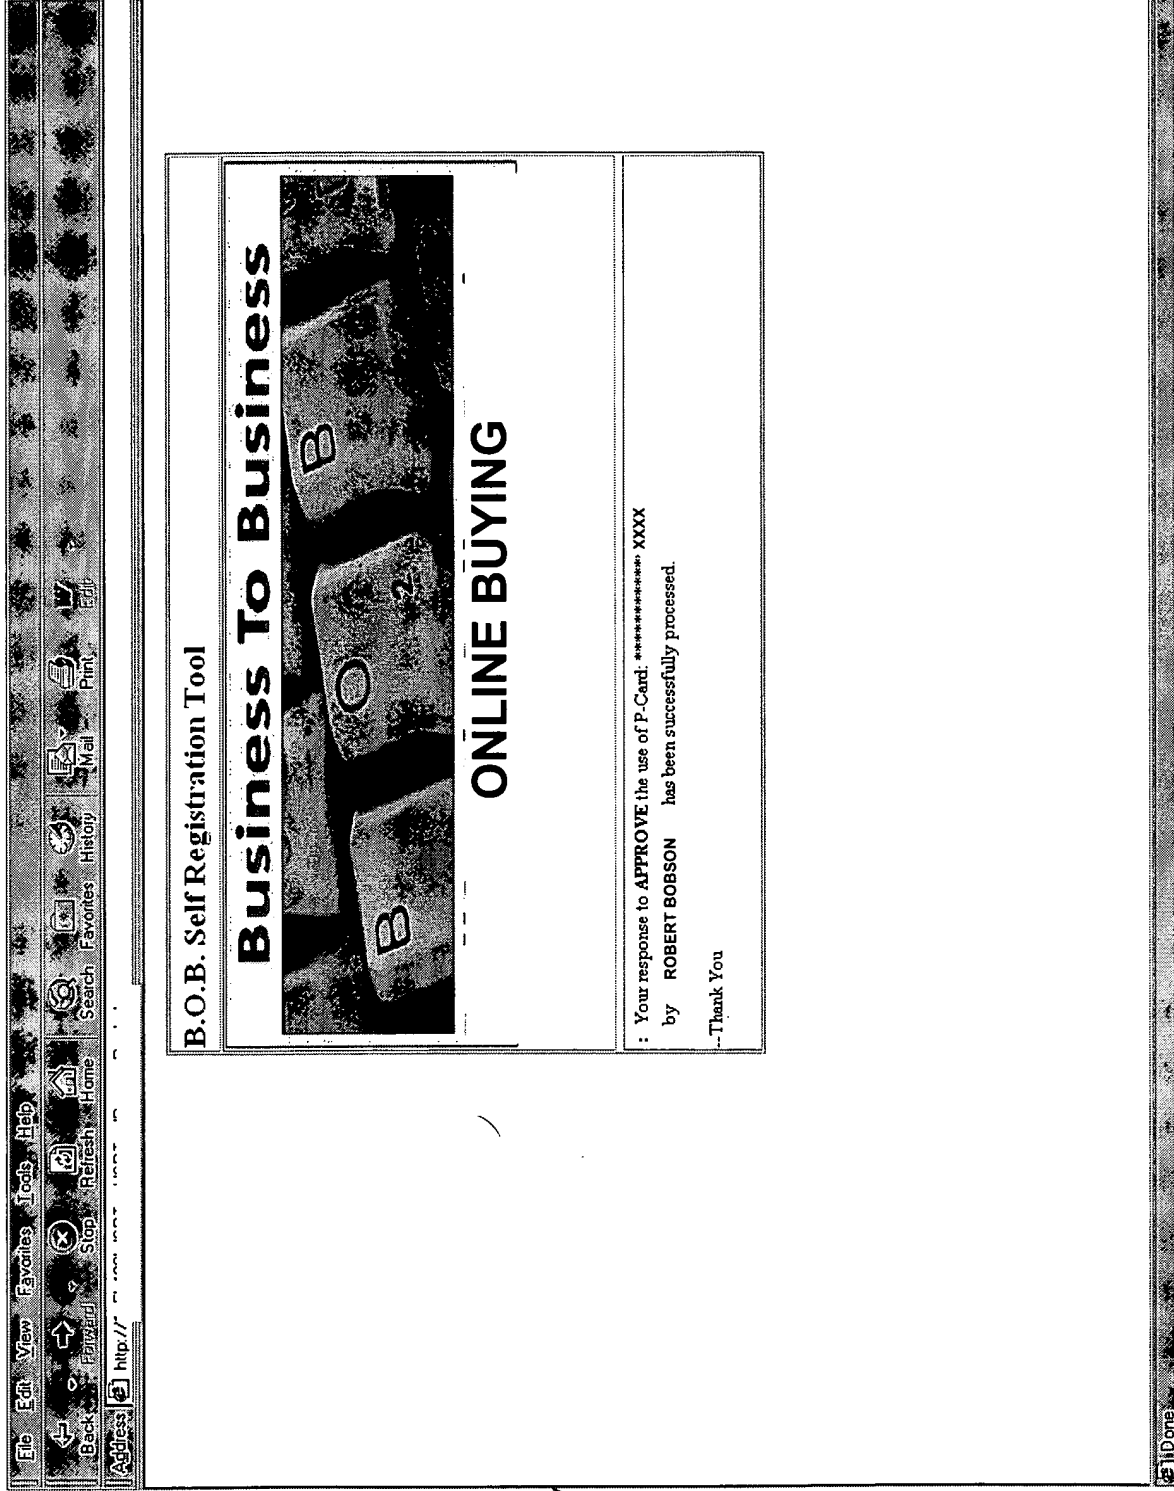 File Edit View Favorites Tools Help
Back Forward Stop Refresh Home Search Favorites History Mail Print Edit
Address http://
B.O.B. Self Registration Tool
Business To Business
B O 2 B
ONLINE BUYING
: Your response to APPROVE the use of P-Card: ************ XXXX
by ROBERT BOBSON has been successfully processed.
--Thank You
Done